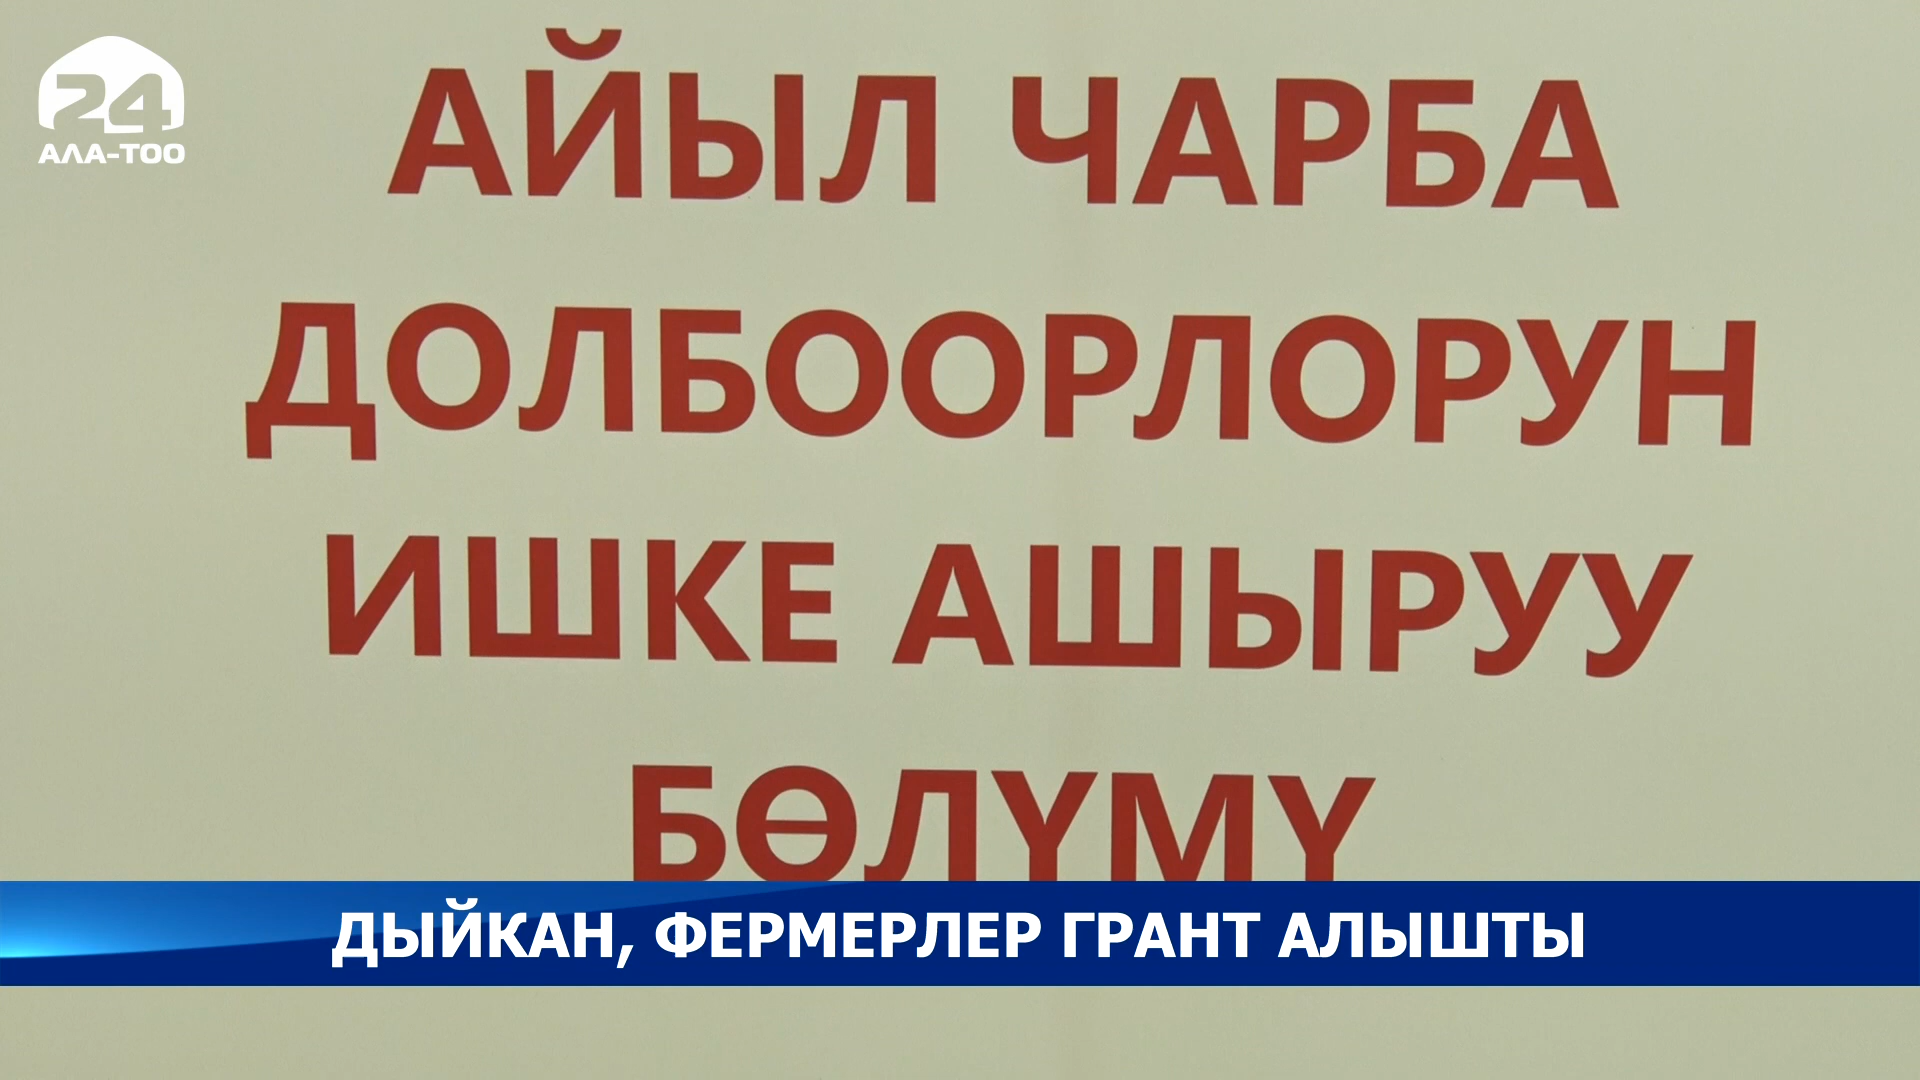 24
АЛА-ТОО
АЙЫЛ ЧАРБА
ДОЛБООРЛОРУН
ИШКЕ АШЫРУУ
БӨЛҮМҮ
ДЫЙКАН, ФЕРМЕРЛЕР ГРАНТ АЛЫШТЫ